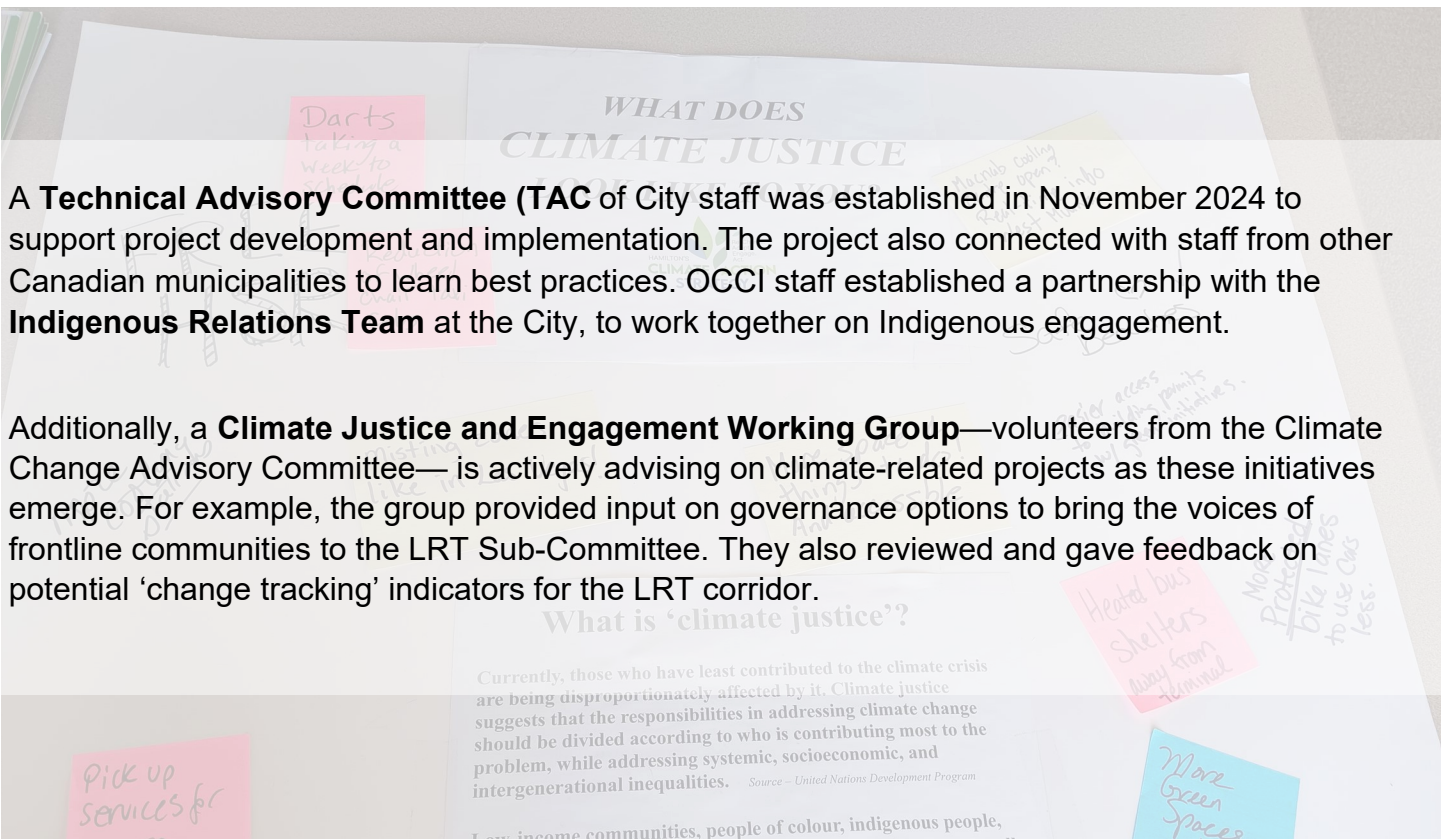 WHAT DOES
CLIMATE JUSTICE
LOOK LIKE TO YOU?
Darts
taking a
week to
schedule
A Technical Advisory Committee (TAC of City staff was established in November 2024 to
support project development and implementation. The project also connected with staff from other
Canadian municipalities to learn best practices. OCCI staff established a partnership with the
Indigenous Relations Team at the City, to work together on Indigenous engagement.
Additionally, a Climate Justice and Engagement Working Group—volunteers from the Climate
Change Advisory Committee— is actively advising on climate-related projects as these initiatives
emerge. For example, the group provided input on governance options to bring the voices of
frontline communities to the LRT Sub-Committee. They also reviewed and gave feedback on
potential ‘change tracking’ indicators for the LRT corridor.
More
Protected
bike lanes
to use cars
less.
Heated bus
shelters
away from
terminal
What is ‘climate justice’?
Currently, those who have least contributed to the climate crisis
are being disproportionately affected by it. Climate justice
suggests that the responsibilities in addressing climate change
should be divided according to who is contributing most to the
problem, while addressing systemic, socioeconomic, and
intergenerational inequalities. Source – United Nations Development Program
Low income communities, people of colour, indigenous people,
Pick up
services for
More
Green
Spaces